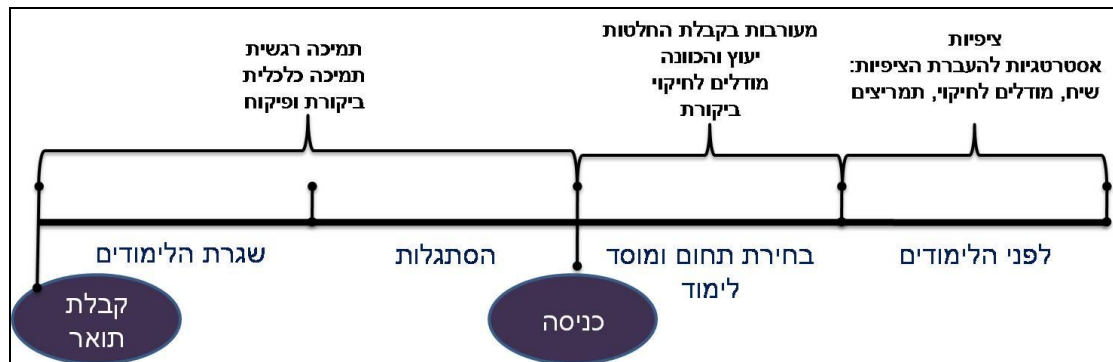 ציפיות
אסטרטגיות להעברת הציפיות:
שיח, מודלים לחיקוי, תמריצים
מעורבות בקבלת החלטות
יעוץ והכוונה
מודלים לחיקוי
ביקורת
תמיכה רגשית
תמיכה כלכלית
ביקורת ופיקוח
לפני הלימודים
בחירת תחום ומוסד
לימוד
הסתגלות
שגרת הלימודים
כניסה
קבלת
תואר